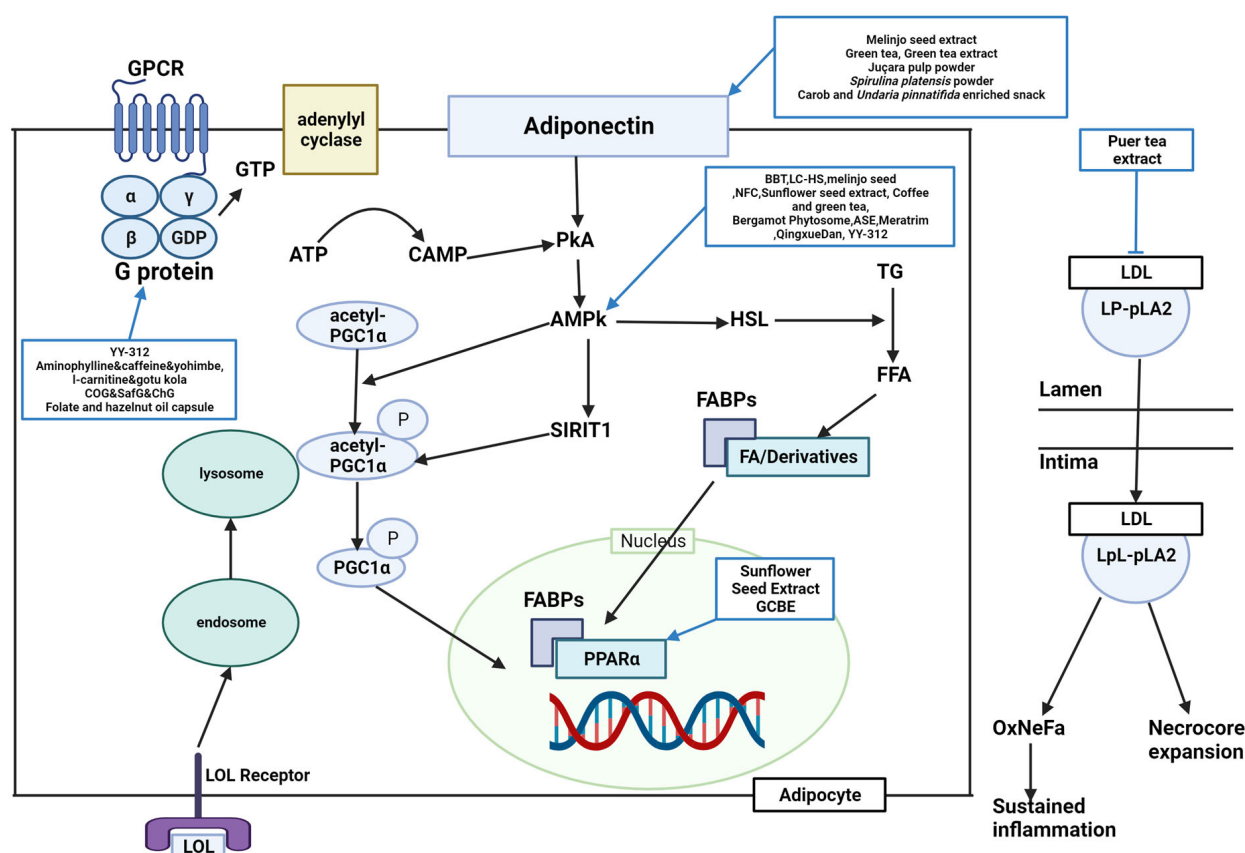 Melinjo seed extract
Green tea, Green tea extract
Juçara pulp powder
Spirulina platensis powder
Carob and Undaria pinnatifida enriched snack
GPCR
adenylyl
cyclase
Adiponectin
Puer tea
extract
GTP
α
γ
β
GDP
G protein
BBT,LC-HS,melinjo seed
,NFC,Sunflower seed extract, Coffee
and green tea,
Bergamot Phytosome,ASE,Meratrim
,QingxueDan, YY-312
ATP
CAMP
PkA
TG
LDL
LP-pLA2
acetyl-
PGC1α
AMPk
HSL
FFA
YY-312
Aminophylline&caffeine&yohimbe,
l-carnitine&gotu kola
COG&SafG&ChG
Folate and hazelnut oil capsule
Lamen
Intima
FABPs
FA/Derivatives
P
acetyl-
PGC1α
SIRIT1
lysosome
LDL
LpL-pLA2
P
PGC1α
Nucleus
Sunflower
Seed Extract
GCBE
endosome
FABPs
PPARα
OxNeFa
Necrocore
expansion
Sustained
inflammation
LOL Receptor
Adipocyte
LOL